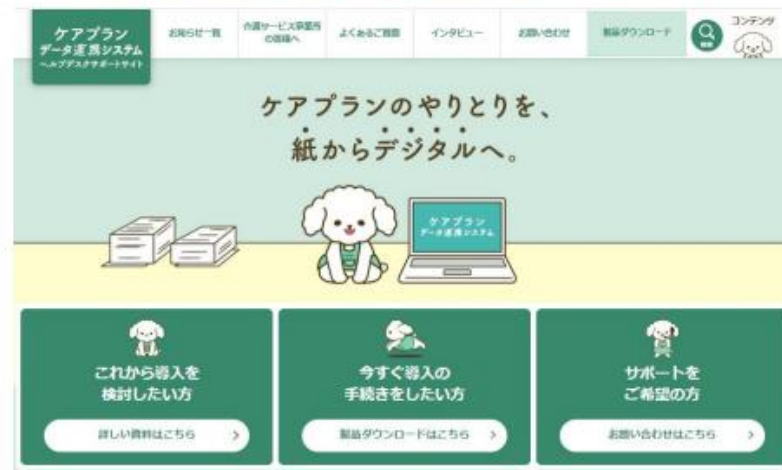 ケアプラン
データ連携システム
ヘルプデスクサポートサイト
お知らせ一覧
介護サービス事業所
の皆様へ
よくあるご質問
インタビュー
お問い合わせ
製品ダウンロード
検索
コンテンツ
ケアプランのやりとりを、
紙からデジタルへ。
ケアプラン
データ連携システム
これから導入を
検討したい方
詳しい資料はこちら
今すぐ導入の
手続きをしたい方
製品ダウンロードはこちら
サポートを
ご希望の方
お問い合わせはこちら